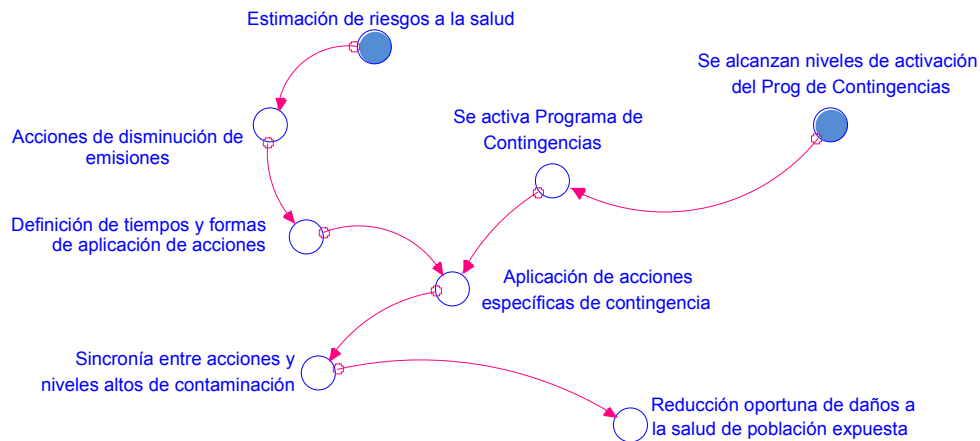 Estimación de riesgos a la salud
Se alcanzan niveles de activación
del Prog de Contingencias
Se activa Programa de
Contingencias
Acciones de disminución de
emisiones
Definición de tiempos y formas
de aplicación de acciones
Aplicación de acciones
específicas de contingencia
Sincronía entre acciones y
niveles altos de contaminación
Reducción oportuna de daños a
la salud de población expuesta